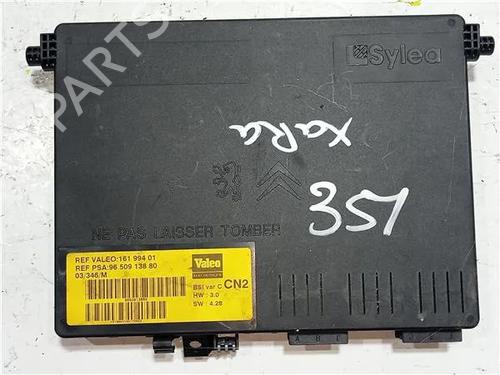 Sylea
xaRa
351
NE PAS LAISSER TOMBER
REF VALEO:161 994 01
REF PSA:96 509 138 80
03/346/M
Valeo
BSI var C CN2
HW : 3.0
SW : 4.28
A B E
PARTS